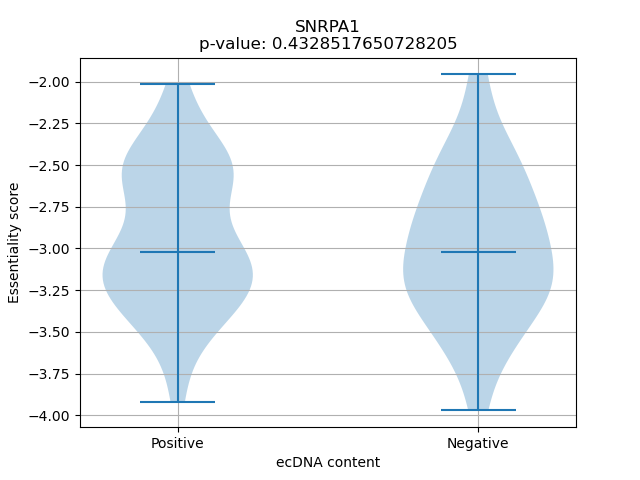 SNRPA1
p-value: 0.4328517650728205
−2.00
−2.25
−2.50
−2.75
−3.00
−3.25
−3.50
−3.75
−4.00
Essentiality score
Positive
Negative
ecDNA content